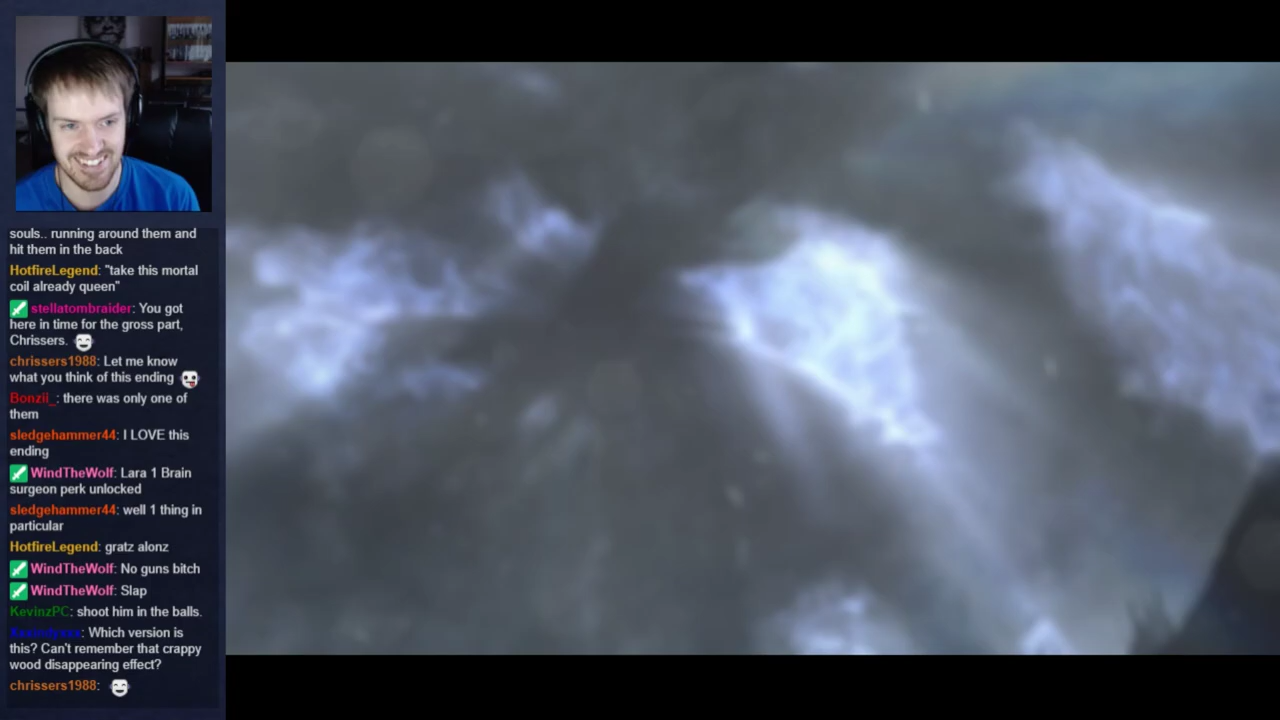 souls.. running around them and
hit them in the back
HotfireLegend: "take this mortal
coil already queen"
stellatombraider: You got
here in time for the gross part,
Chrissers.
chrissers1988: Let me know
what you think of this ending
Bonzii_: there was only one of
them
sledgehammer44: I LOVE this
ending
WindTheWolf: Lara 1 Brain
surgeon perk unlocked
sledgehammer44: well 1 thing in
particular
HotfireLegend: gratz alonz
WindTheWolf: No guns bitch
WindTheWolf: Slap
KevinzPC: shoot him in the balls.
: Which version is
this? Can't remember that crappy
wood disappearing effect?
chrissers1988: